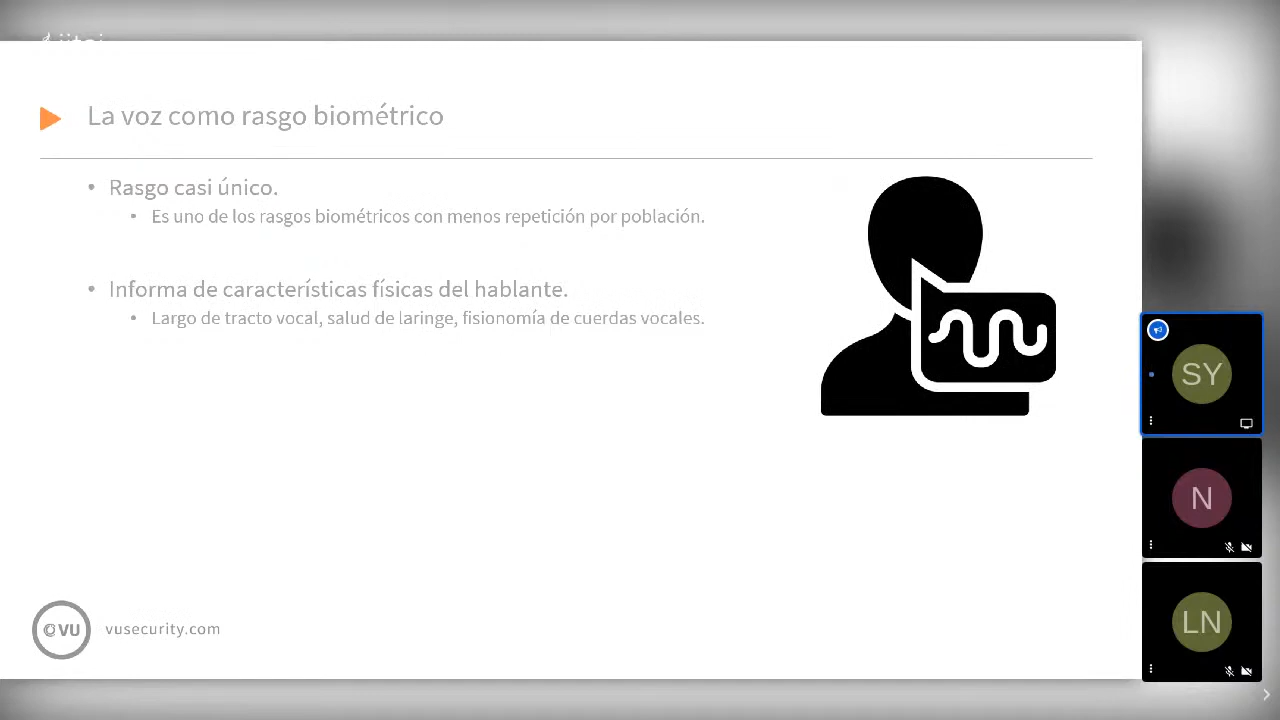 La voz como rasgo biométrico
• Rasgo casi único.
• Es uno de los rasgos biométricos con menos repetición por población.
• Informa de características físicas del hablante.
• Largo de tracto vocal, salud de laringe, fisionomía de cuerdas vocales.
VU
vusecurity.com
SY
N
LN